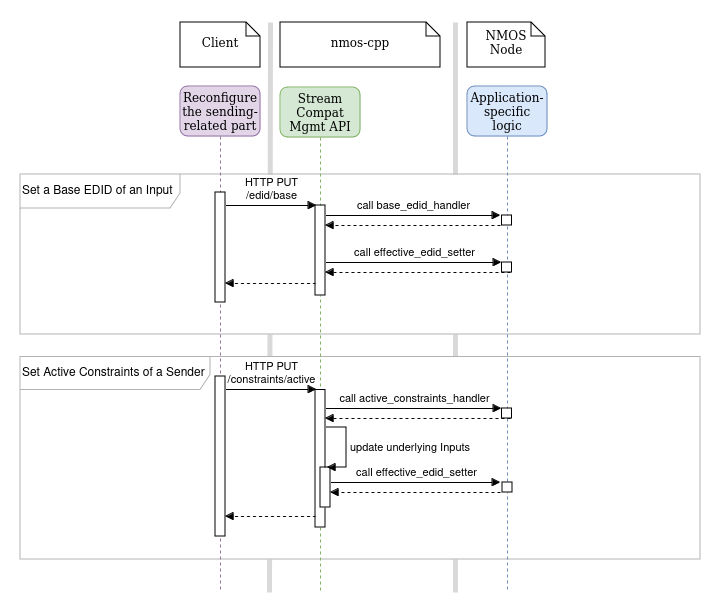 Client
nmos-cpp
NMOS
Node
Reconfigure
the sending-
related part
Stream
Compat
Mgmt API
Application-
specific
logic
Set a Base EDID of an Input
HTTP PUT
/edid/base
call base_edid_handler
call effective_edid_setter
Set Active Constraints of a Sender
HTTP PUT
/constraints/active
call active_constraints_handler
update underlying Inputs
call effective_edid_setter